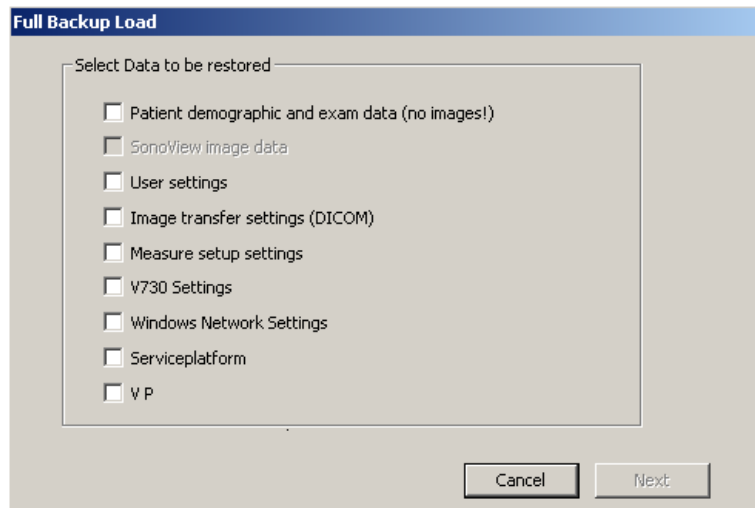 Full Backup Load
Select Data to be restored
Patient demographic and exam data (no images!)
SonoView image data
User settings
Image transfer settings (DICOM)
Measure setup settings
V730 Settings
Windows Network Settings
Serviceplatform
V P
Cancel
Next